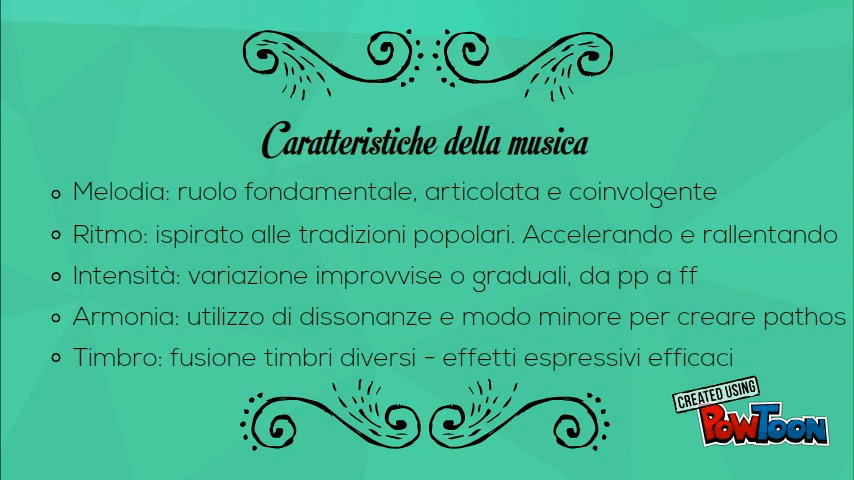 Caratteristiche della musica
Melodia: ruolo fondamentale, articolata e coinvolgente
Ritmo: ispirato alle tradizioni popolari. Accelerando e rallentando
Intensità: variazione improvvise o graduali, da pp a ff
Armonia: utilizzo di dissonanze e modo minore per creare pathos
Timbro: fusione timbri diversi - effetti espressivi efficaci
CREATED USING
POWTOON